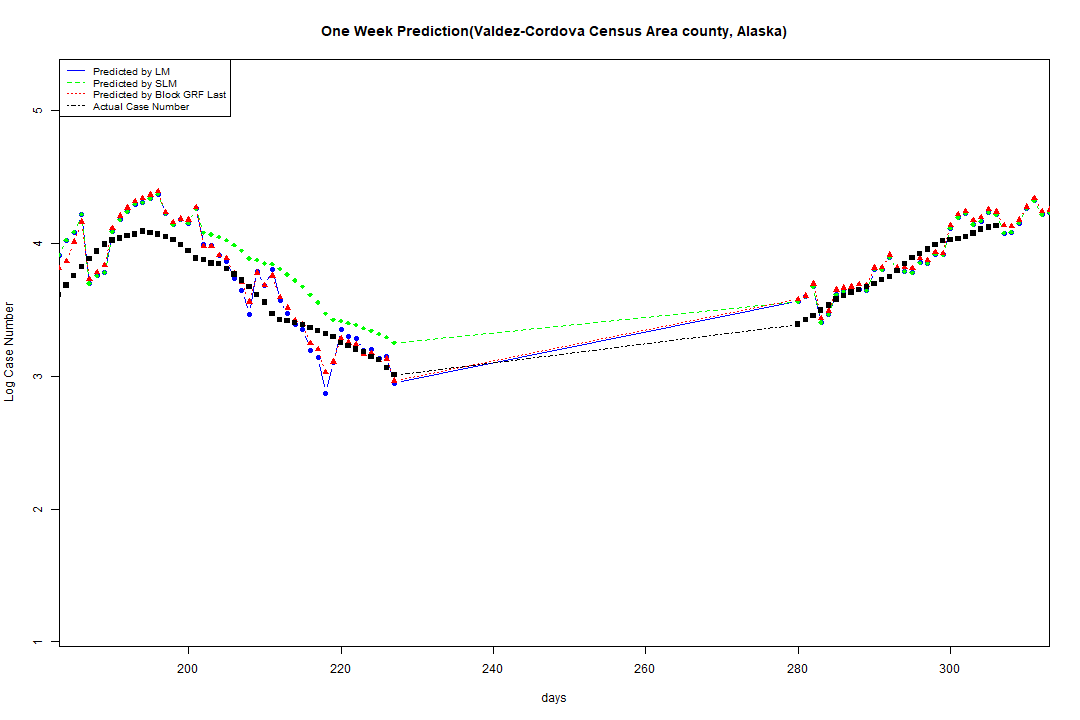 One Week Prediction(Valdez-Cordova Census Area county, Alaska)
Predicted by LM
Predicted by SLM
Predicted by Block GRF Last
Actual Case Number
5
4
3
2
1
Log Case Number
200 220 240 260 280 300
days